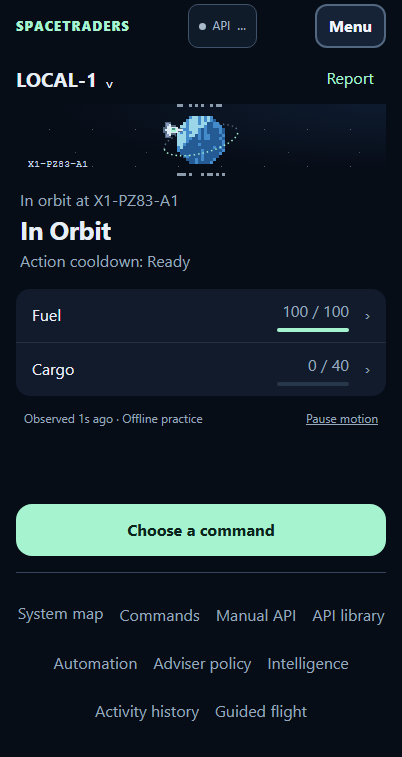 SPACETRADERS
API ...
Menu
LOCAL-1 v
Report
X1-PZ83-A1
In orbit at X1-PZ83-A1
In Orbit
Action cooldown: Ready
Fuel 100 / 100 ›
Cargo 0 / 40 ›
Observed 1s ago · Offline practice Pause motion
Choose a command
System map Commands Manual API API library
Automation Adviser policy Intelligence
Activity history Guided flight